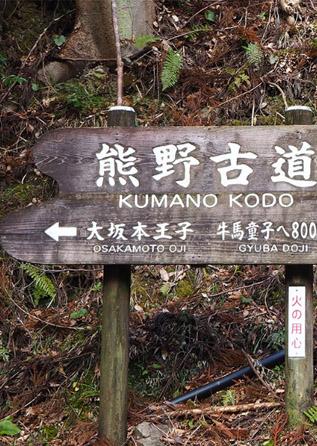 熊野古道
KUMANO KODO
← 大坂本王子 牛馬童子へ800
OSAKAMOTO OJI GYUBA DOJI
火の用心